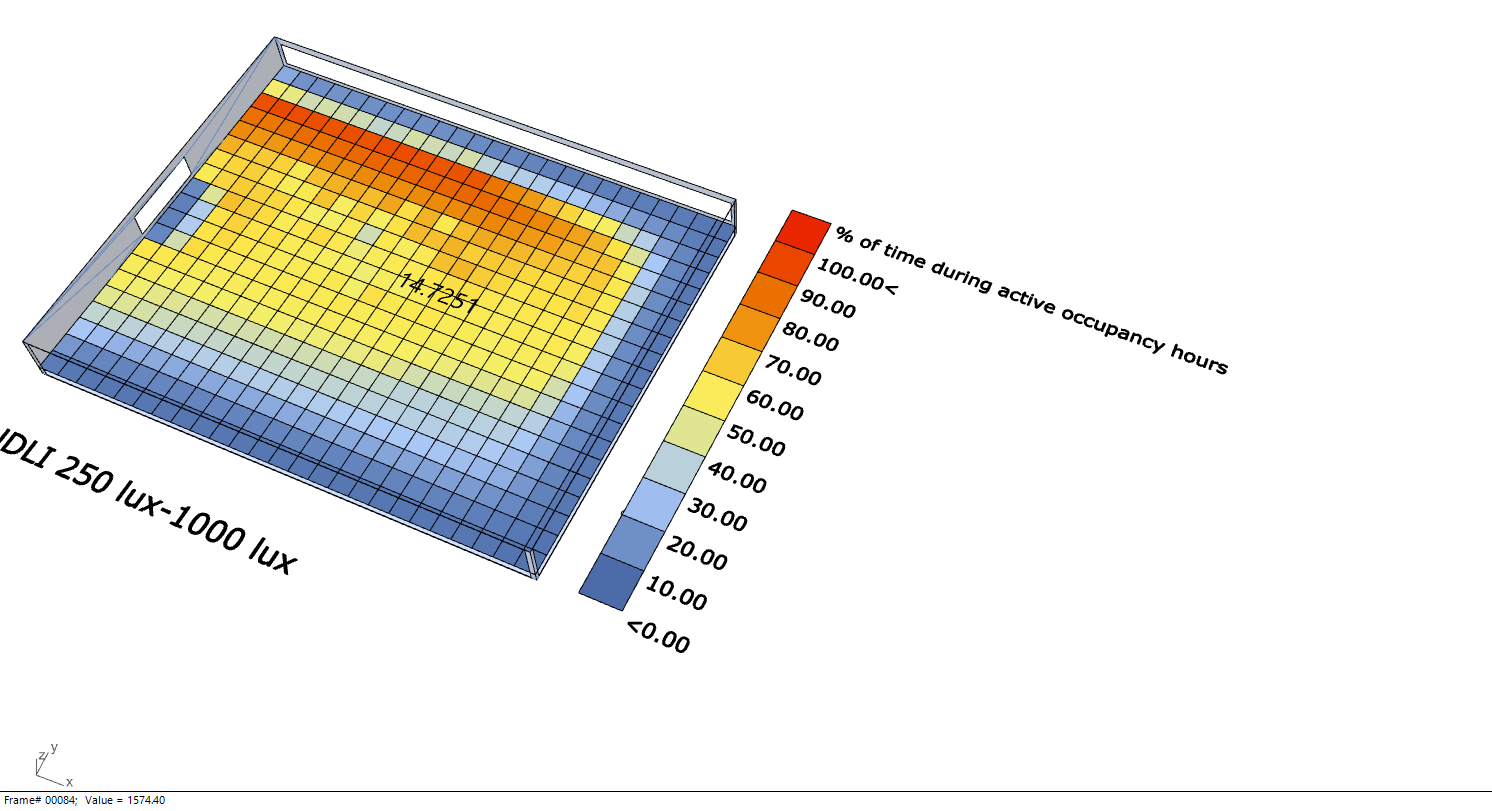 14.7251
% of time during active occupancy hours
100.00<
90.00
80.00
70.00
60.00
50.00
40.00
30.00
20.00
10.00
<0.00
250 lux-1000 lux
z
y
x
Frame# 00084; Value = 1574.40